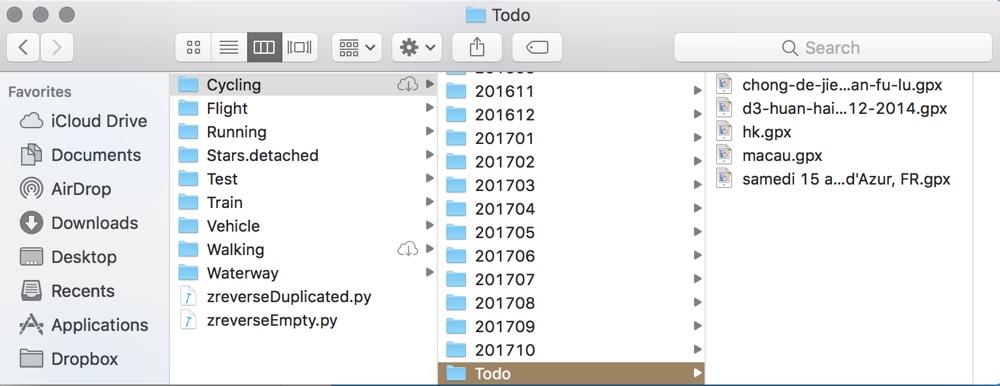 Todo
Search
Favorites
iCloud Drive
Documents
AirDrop
Downloads
Desktop
Recents
Applications
Dropbox
Cycling
Flight
Running
Stars.detached
Test
Train
Vehicle
Walking
Waterway
zreverseDuplicated.py
zreverseEmpty.py
201611
201612
201701
201702
201703
201704
201705
201706
201707
201708
201709
201710
Todo
chong-de-jie...an-fu-lu.gpx
d3-huan-hai...12-2014.gpx
hk.gpx
macau.gpx
samedi 15 a...d'Azur, FR.gpx